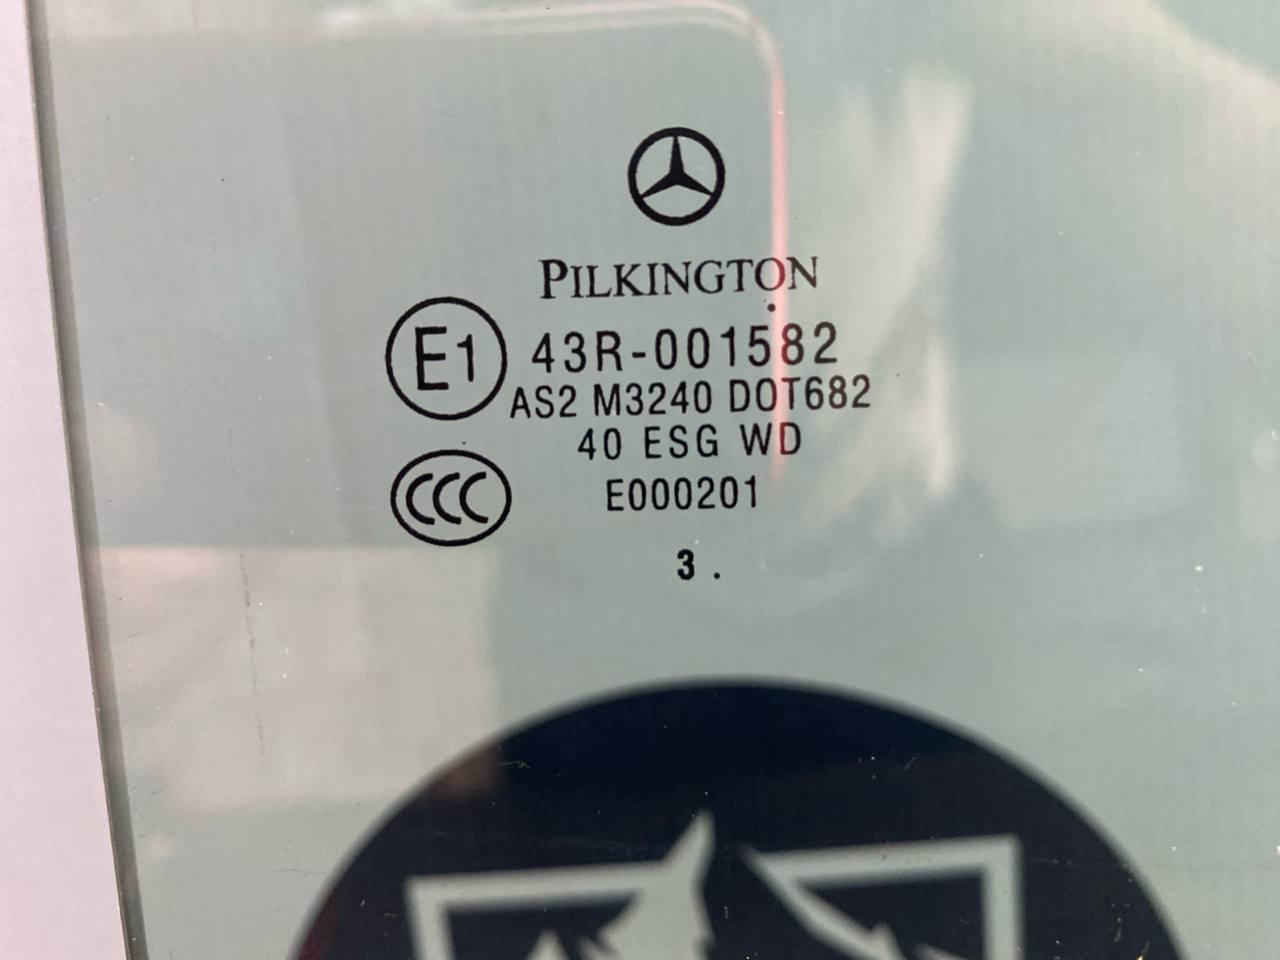 PILKINGTON
E1 43R-001582
AS2 M3240 DOT682
40 ESG WD
CCC E000201
3 .